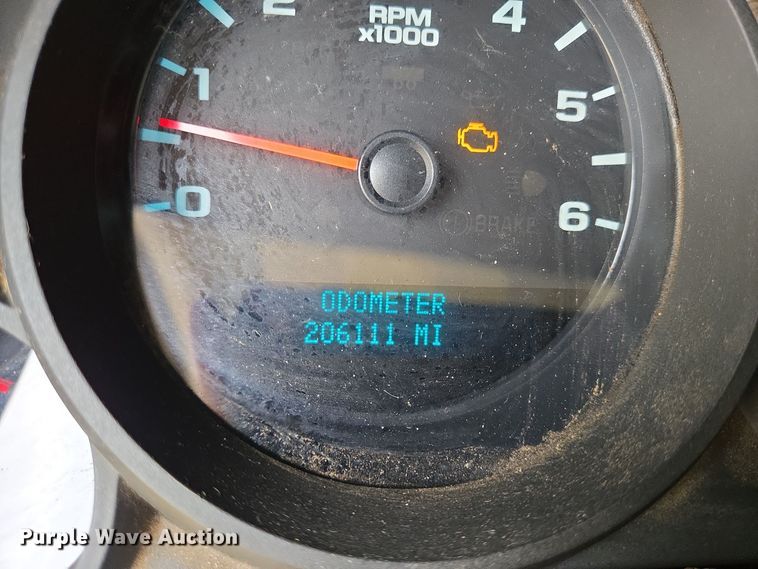 2
RPM
x1000
4
1
5
0
6
BRAKE
ODOMETER
206111 MI
Purple Wave Auction